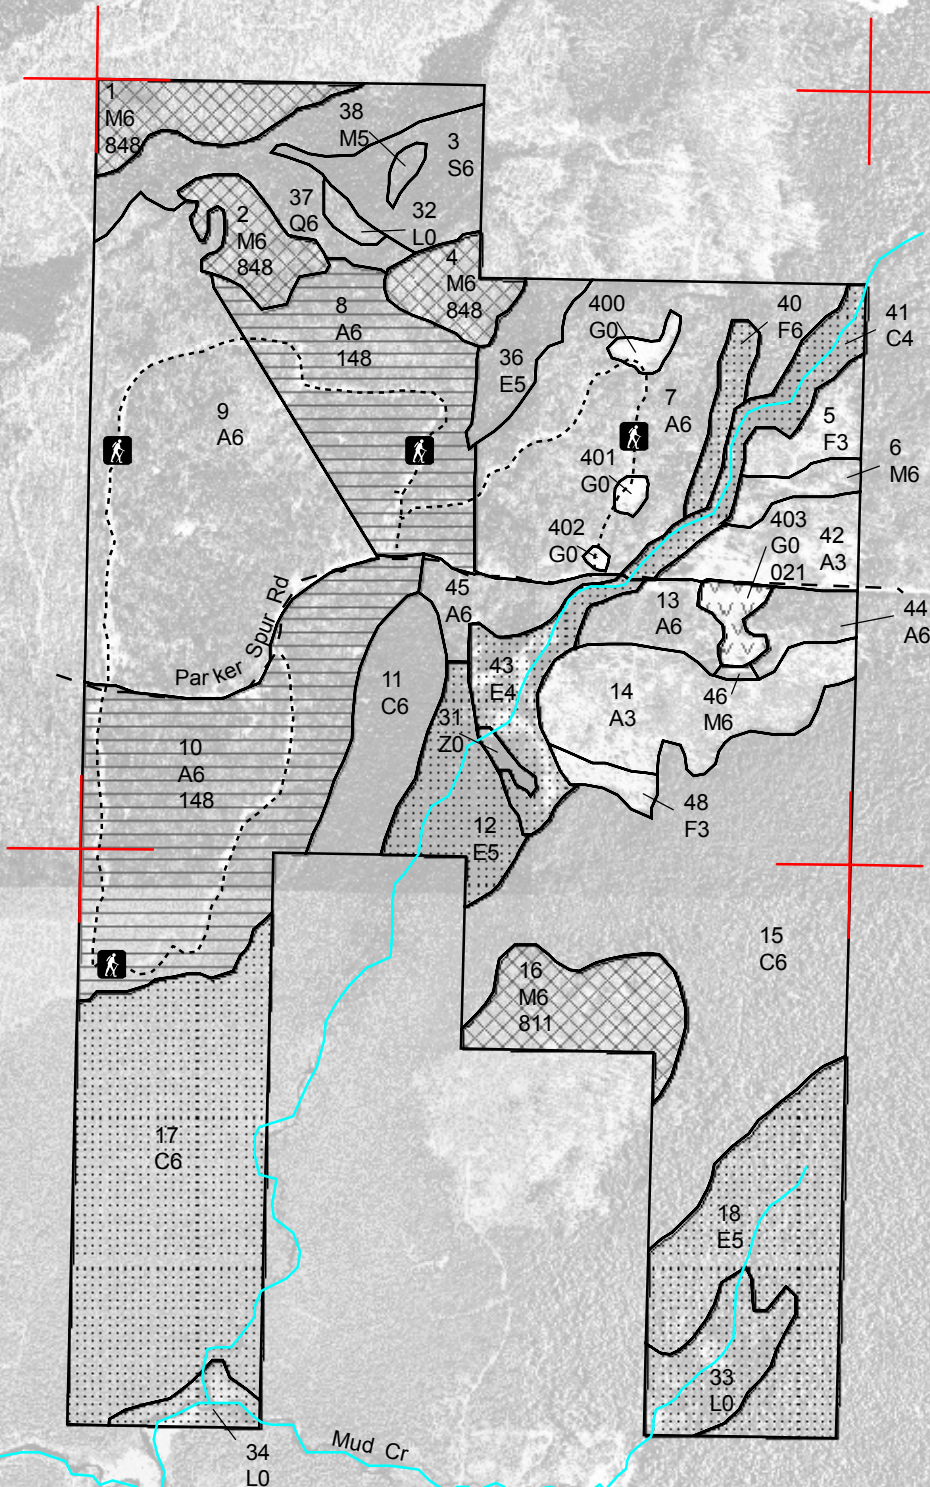 1
M6
848
38
M5
3
S6
37
Q6
32
L0
2
M6
848
4
M6
848
8
A6
148
400
G0
40
F6
41
C4
36
E5
7
A6
9
A6
5
F3
6
M6
401
G0
403
G0
021
42
A3
402
G0
45
A6
13
A6
44
A6
Parker Spur Rd
11
C6
43
E4
14
A3
46
M6
31
Z0
10
A6
148
48
F3
12
E5
15
C6
16
M6
811
17
C6
18
E5
33
L0
34
L0
Mud Cr